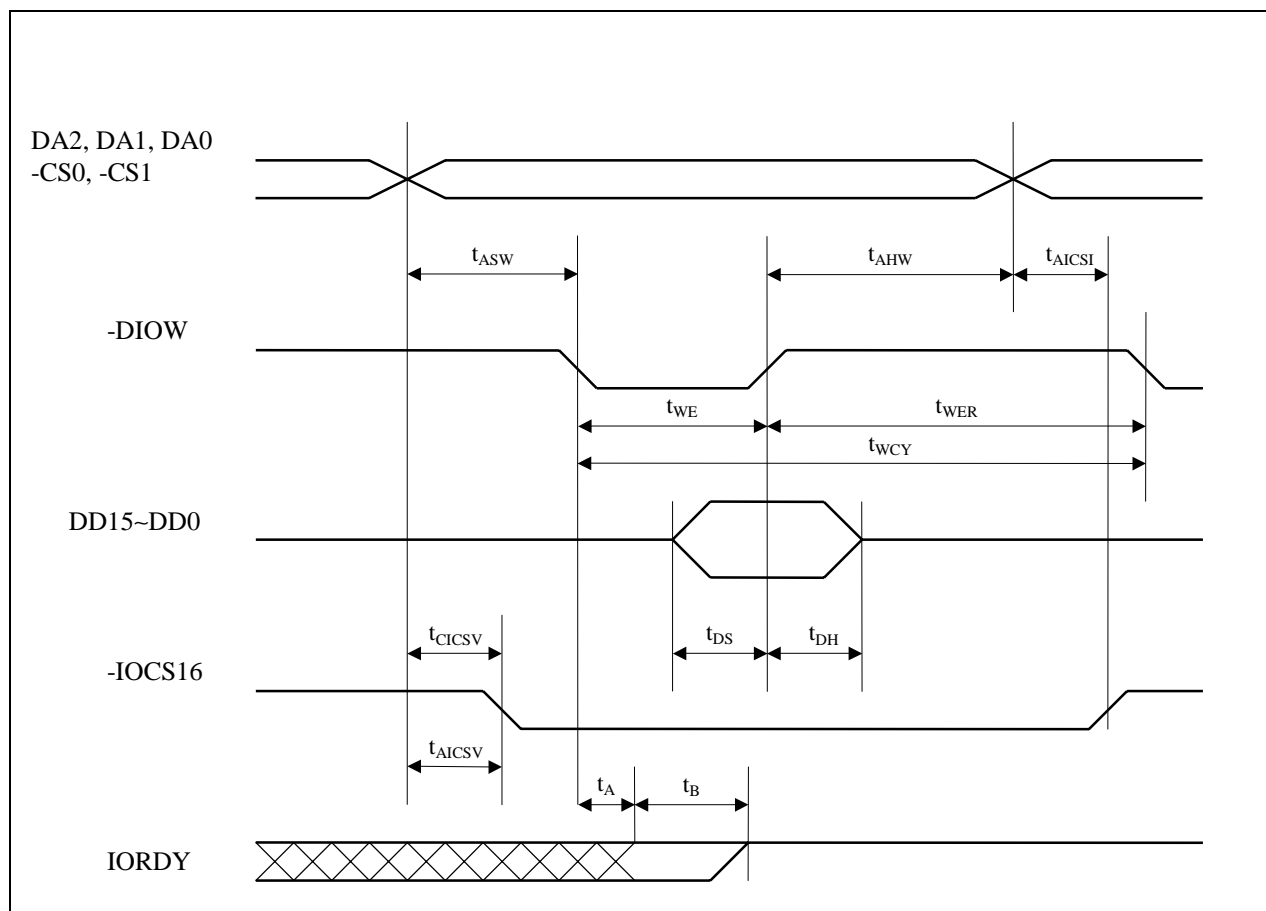 DA2, DA1, DA0
-CS0, -CS1
tASW
tAHW
tAICSI
-DIOW
tWE
tWER
tWCY
DD15~DD0
tCICSV
tDS
tDH
-IOCS16
tAICSV
tA
tB
IORDY